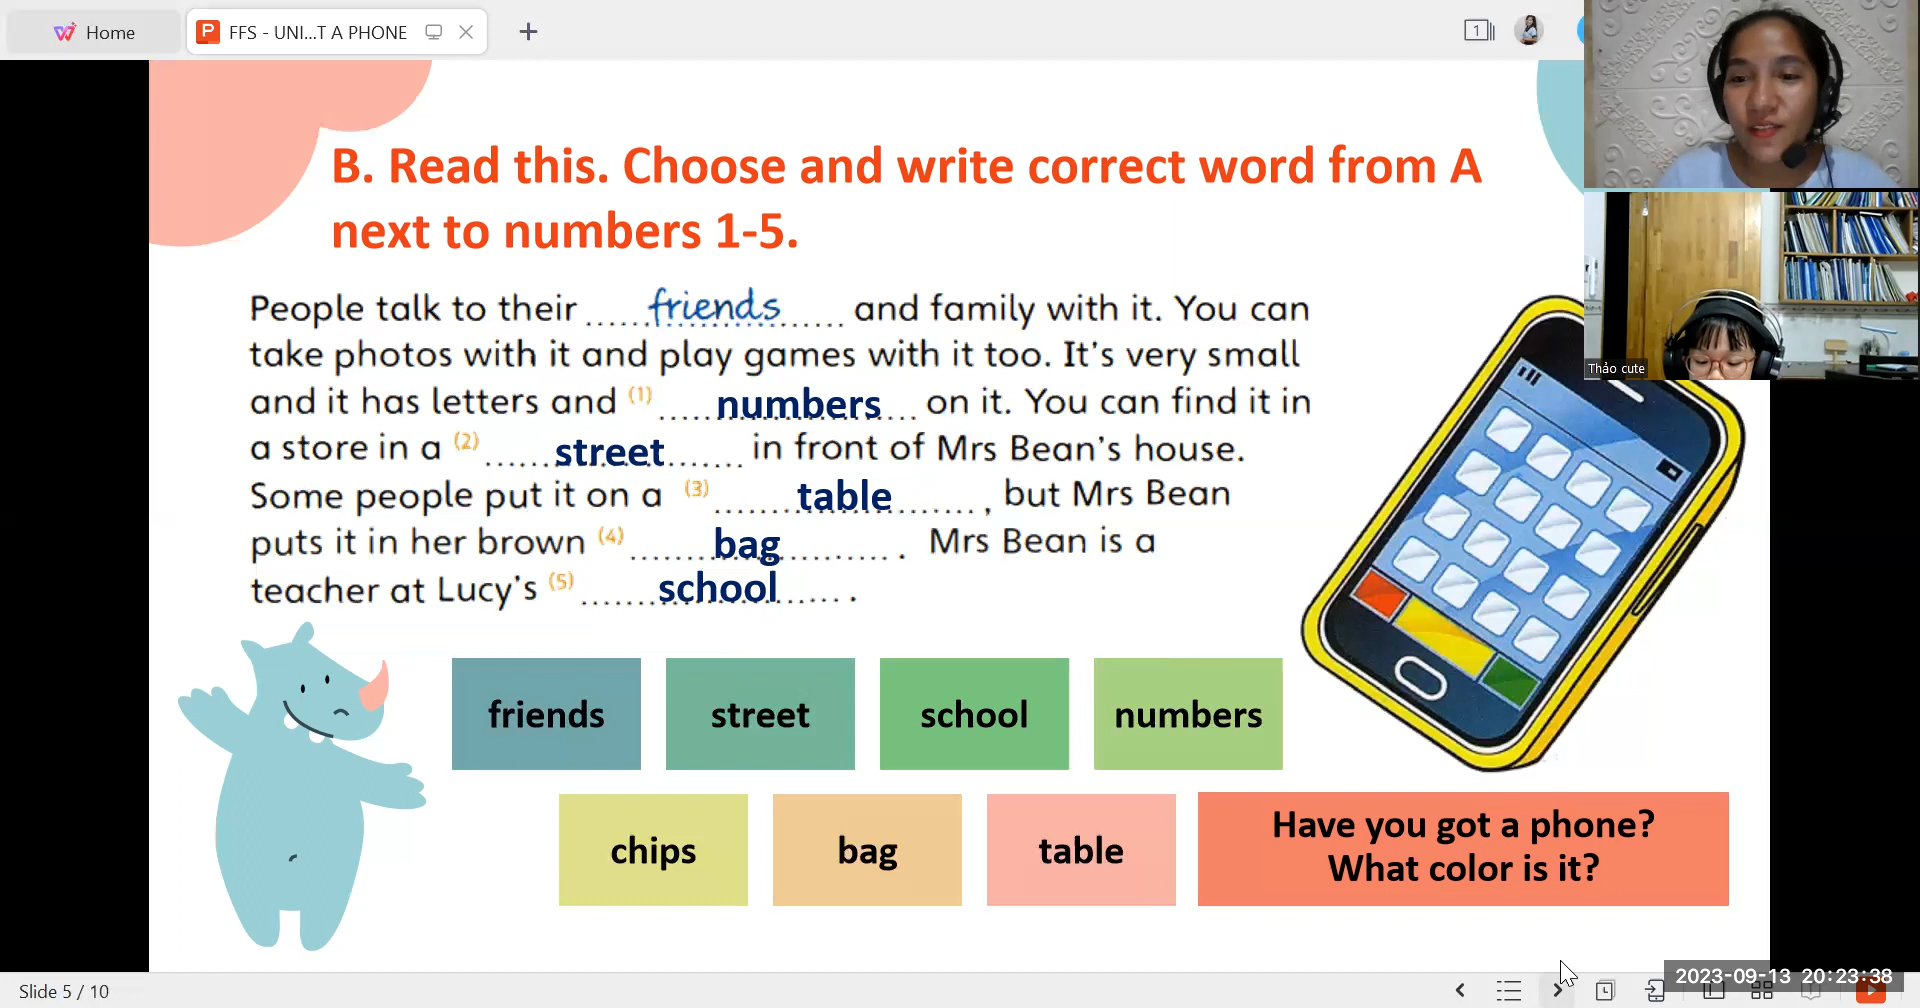 Home
FFS - UNI...T A PHONE
1
B. Read this. Choose and write correct word from A
next to numbers 1-5.
People talk to their friends and family with it. You can
take photos with it and play games with it too. It's very small
and it has letters and (1) numbers on it. You can find it in
a store in a (2) street in front of Mrs Bean's house.
Some people put it on a (3) table, but Mrs Bean
puts it in her brown (4) bag. Mrs Bean is a
teacher at Lucy's (5) school.
Thảo cute
friends
street
school
numbers
chips
bag
table
Have you got a phone?
What color is it?
Slide 5 / 10
2023-09-13 20:23:38